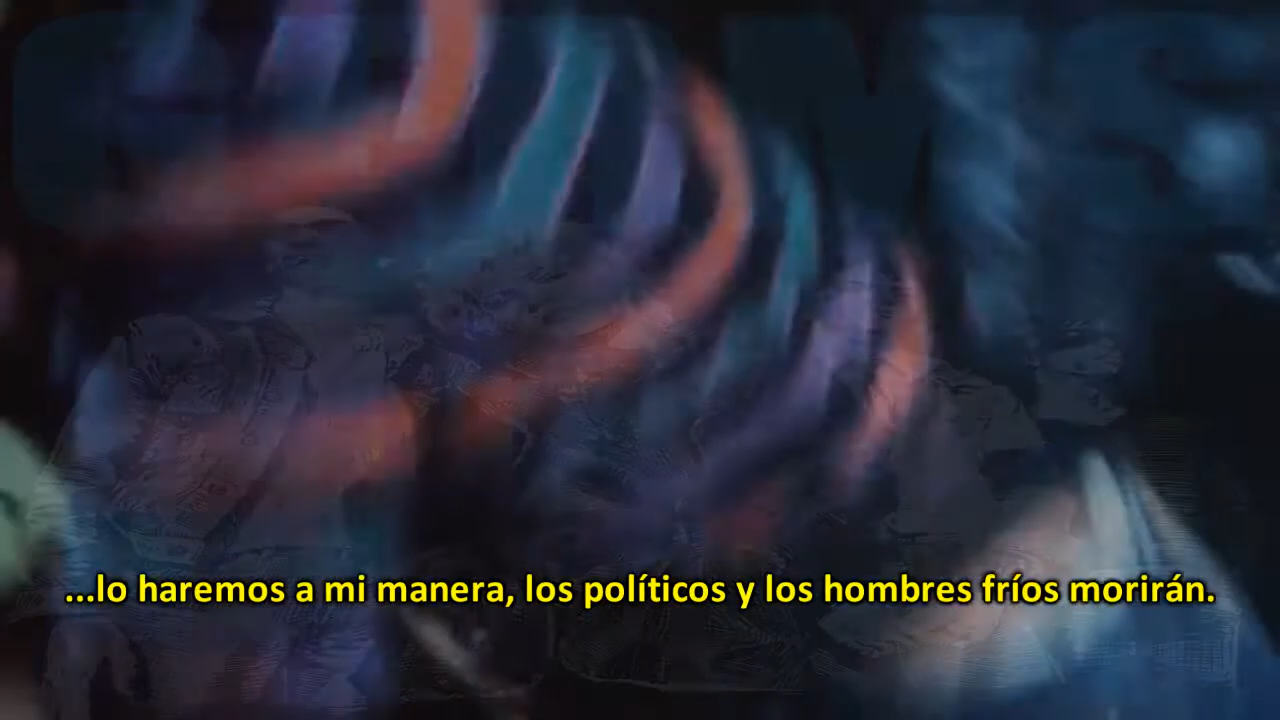 ...lo haremos a mi manera, los políticos y los hombres fríos morirán.